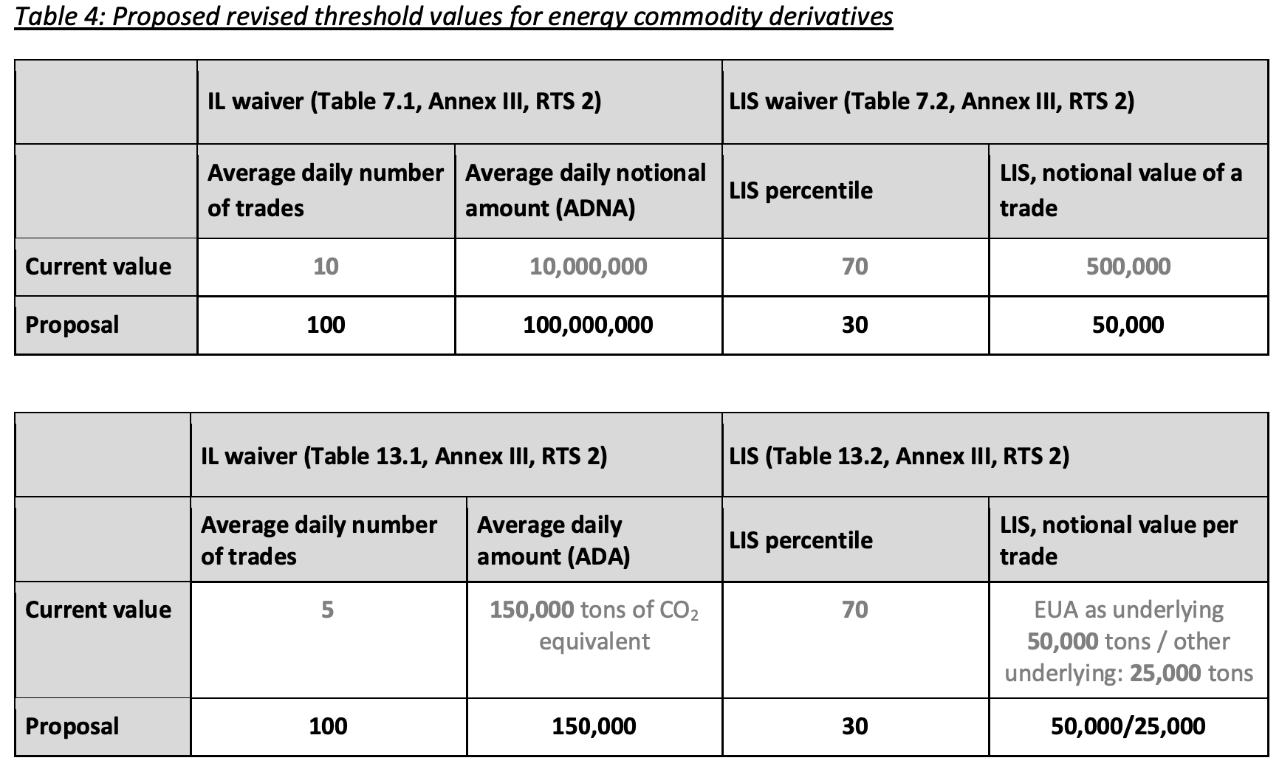 Table 4: Proposed revised threshold values for energy commodity derivatives
IL waiver (Table 7.1, Annex III, RTS 2)
LIS waiver (Table 7.2, Annex III, RTS 2)
Average daily number
of trades
Average daily notional
amount (ADNA)
LIS percentile
LIS, notional value of a
trade
Current value
10
10,000,000
70
500,000
Proposal
100
100,000,000
30
50,000
IL waiver (Table 13.1, Annex III, RTS 2)
LIS (Table 13.2, Annex III, RTS 2)
Average daily number
of trades
Average daily
amount (ADA)
LIS percentile
LIS, notional value per
trade
Current value
5
150,000 tons of CO₂
equivalent
70
EUA as underlying
50,000 tons / other
underlying: 25,000 tons
Proposal
100
150,000
30
50,000/25,000